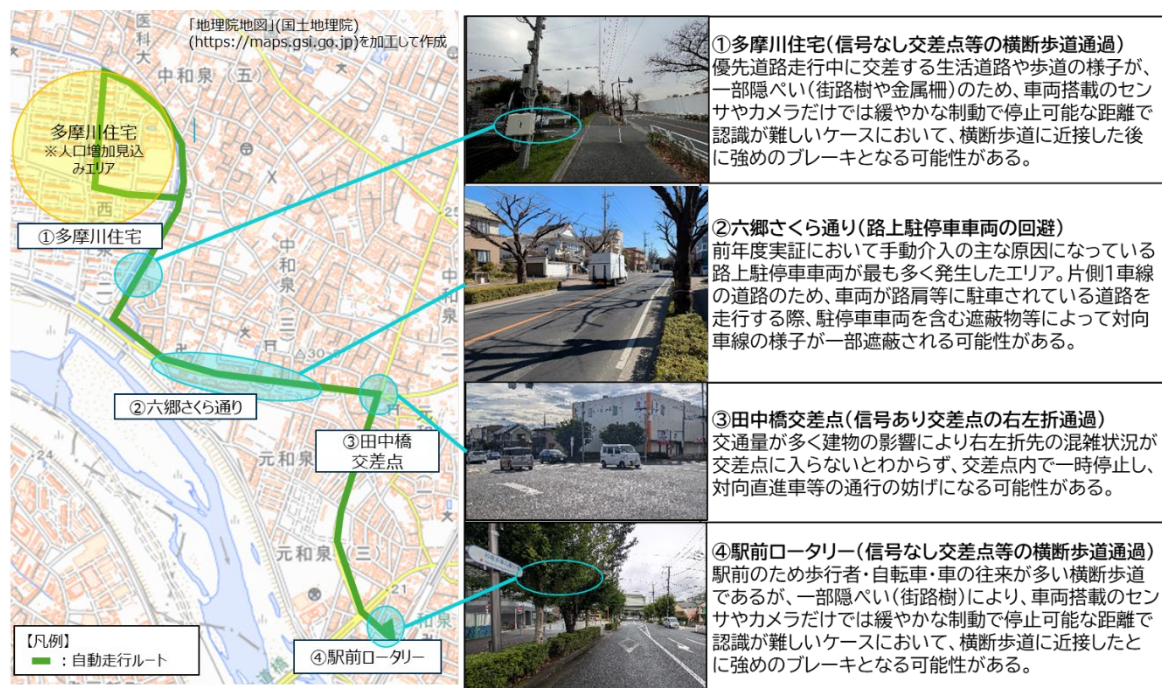 「地理院地図」(国土地理院)
(https://maps.gsi.go.jp)を加工して作成
医科大
中和泉（五）
多摩川住宅
※人口増加見込
みエリア
西
二
①多摩川住宅
中和泉（三）
25
中和泉（一）
30
②六郷さくら通り
③田中橋
交差点
24
元和泉
元和泉（三）
21
和泉
④駅前ロータリー
【凡例】
：自動走行ルート
①多摩川住宅(信号なし交差点等の横断歩道通過)
優先道路走行中に交差する生活道路や歩道の様子が、
一部隠ぺい(街路樹や金属柵)のため、車両搭載のセン
サやカメラだけでは緩やかな制動で停止可能な距離で
認識が難しいケースにおいて、横断歩道に近接した後
に強めのブレーキとなる可能性がある。
②六郷さくら通り(路上駐停車車両の回避)
前年度実証において手動介入の主な原因になっている
路上駐停車車両が最も多く発生したエリア。片側1車線
の道路のため、車両が路肩等に駐車されている道路を
走行する際、駐停車車両を含む遮蔽物等によって対向
車線の様子が一部遮蔽される可能性がある。
③田中橋交差点(信号あり交差点の右左折通過)
交通量が多く建物の影響により右左折先の混雑状況が
交差点に入らないとわからず、交差点内で一時停止し、
対向直進車等の通行の妨げになる可能性がある。
④駅前ロータリー(信号なし交差点等の横断歩道通過)
駅前のため歩行者・自転車・車の往来が多い横断歩道
であるが、一部隠ぺい(街路樹)により、車両搭載のセン
サやカメラだけでは緩やかな制動で停止可能な距離で
認識が難しいケースにおいて、横断歩道に近接したと
に強めのブレーキとなる可能性がある。